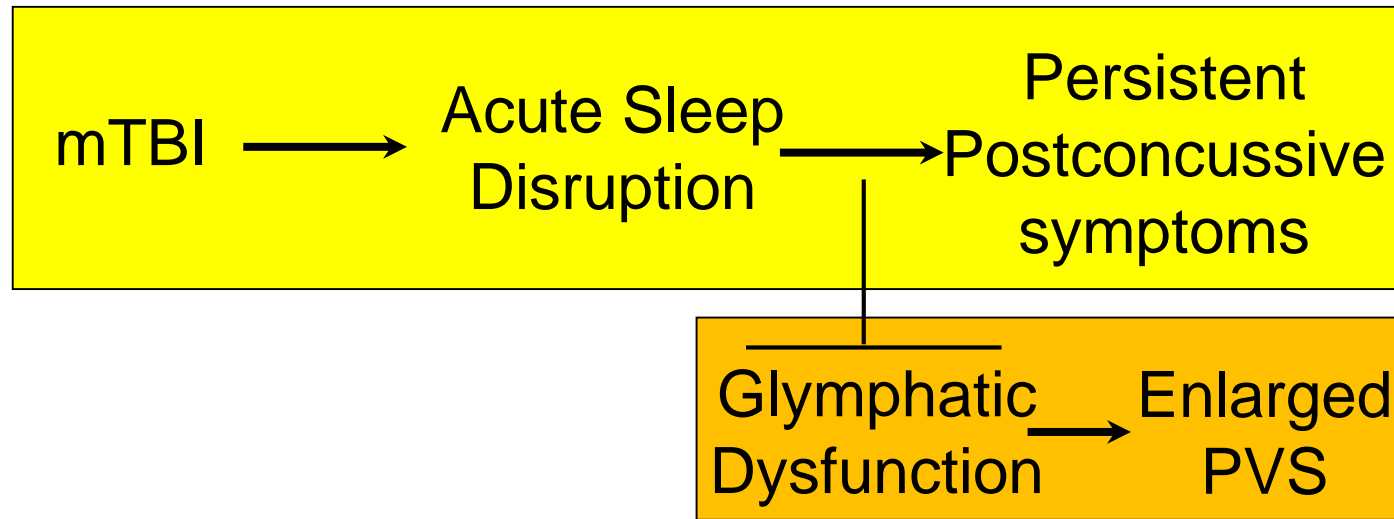 mTBI
Acute Sleep
Disruption
Persistent
Postconcussive
symptoms
Glymphatic
Dysfunction
Enlarged
PVS